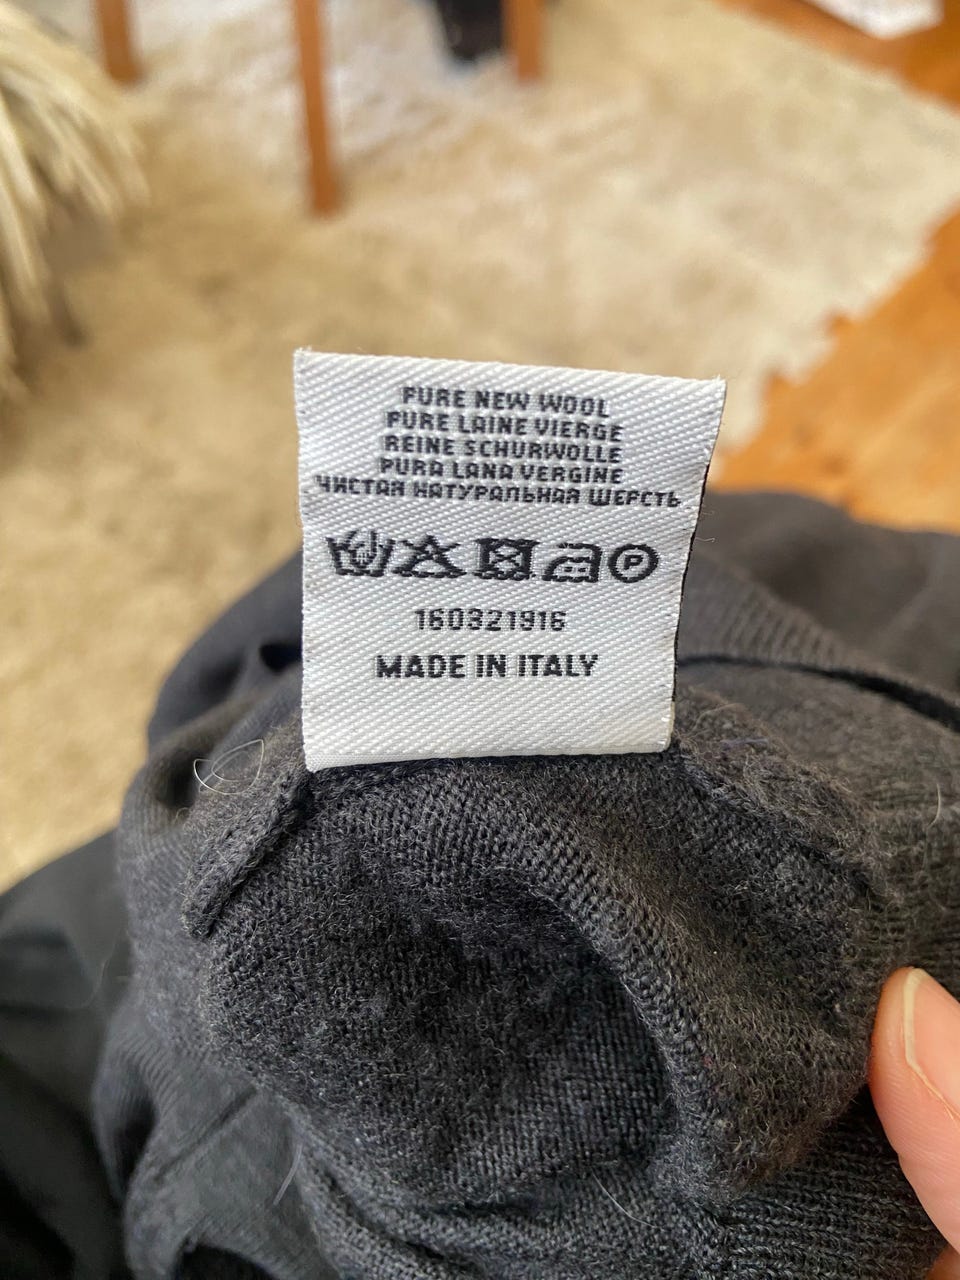 PURE NEW WOOL
PURE LAINE VIERGE
REINE SCHURWOLLE
PURA LANA VERGINE
ЧИСТАЯ НАТУРАЛЬНАЯ ШЕРСТЬ
P
160321916
MADE IN ITALY